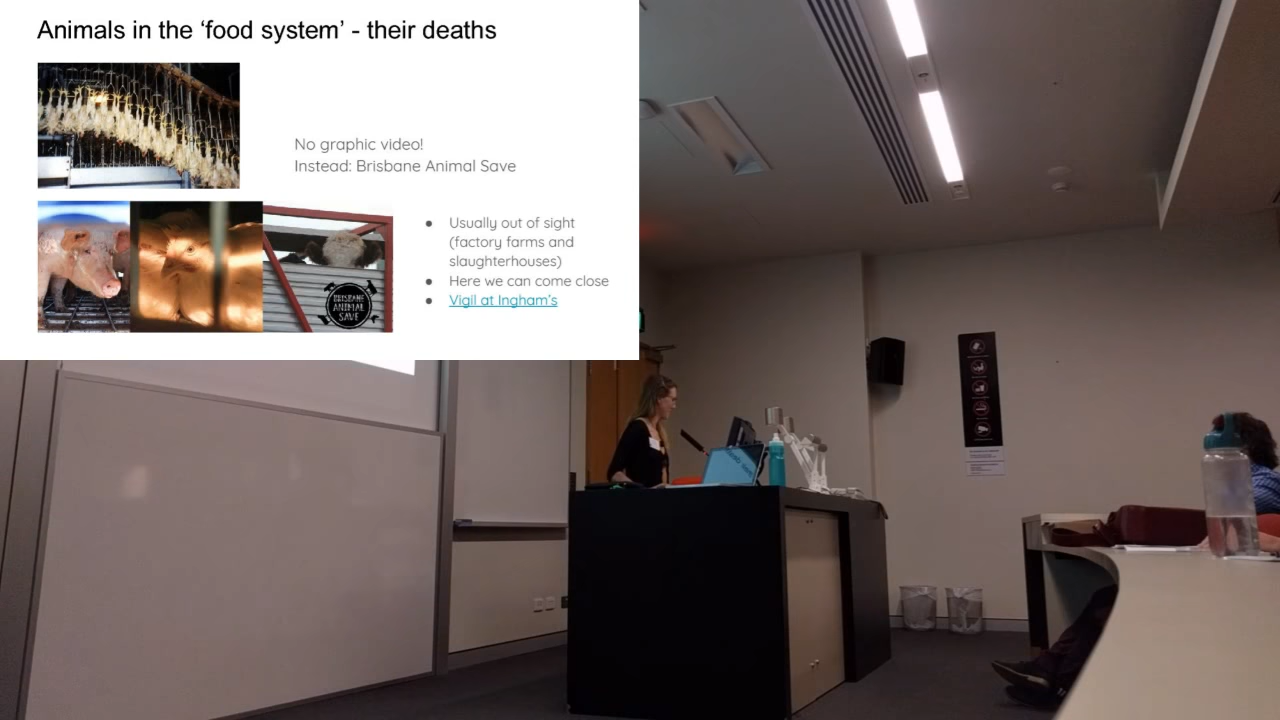 Animals in the ‘food system’ - their deaths
No graphic video!
Instead: Brisbane Animal Save
Usually out of sight
(factory farms and
slaughterhouses)
Here we can come close
Vigil at Ingham's
BRISBANE
ANIMAL
SAVE